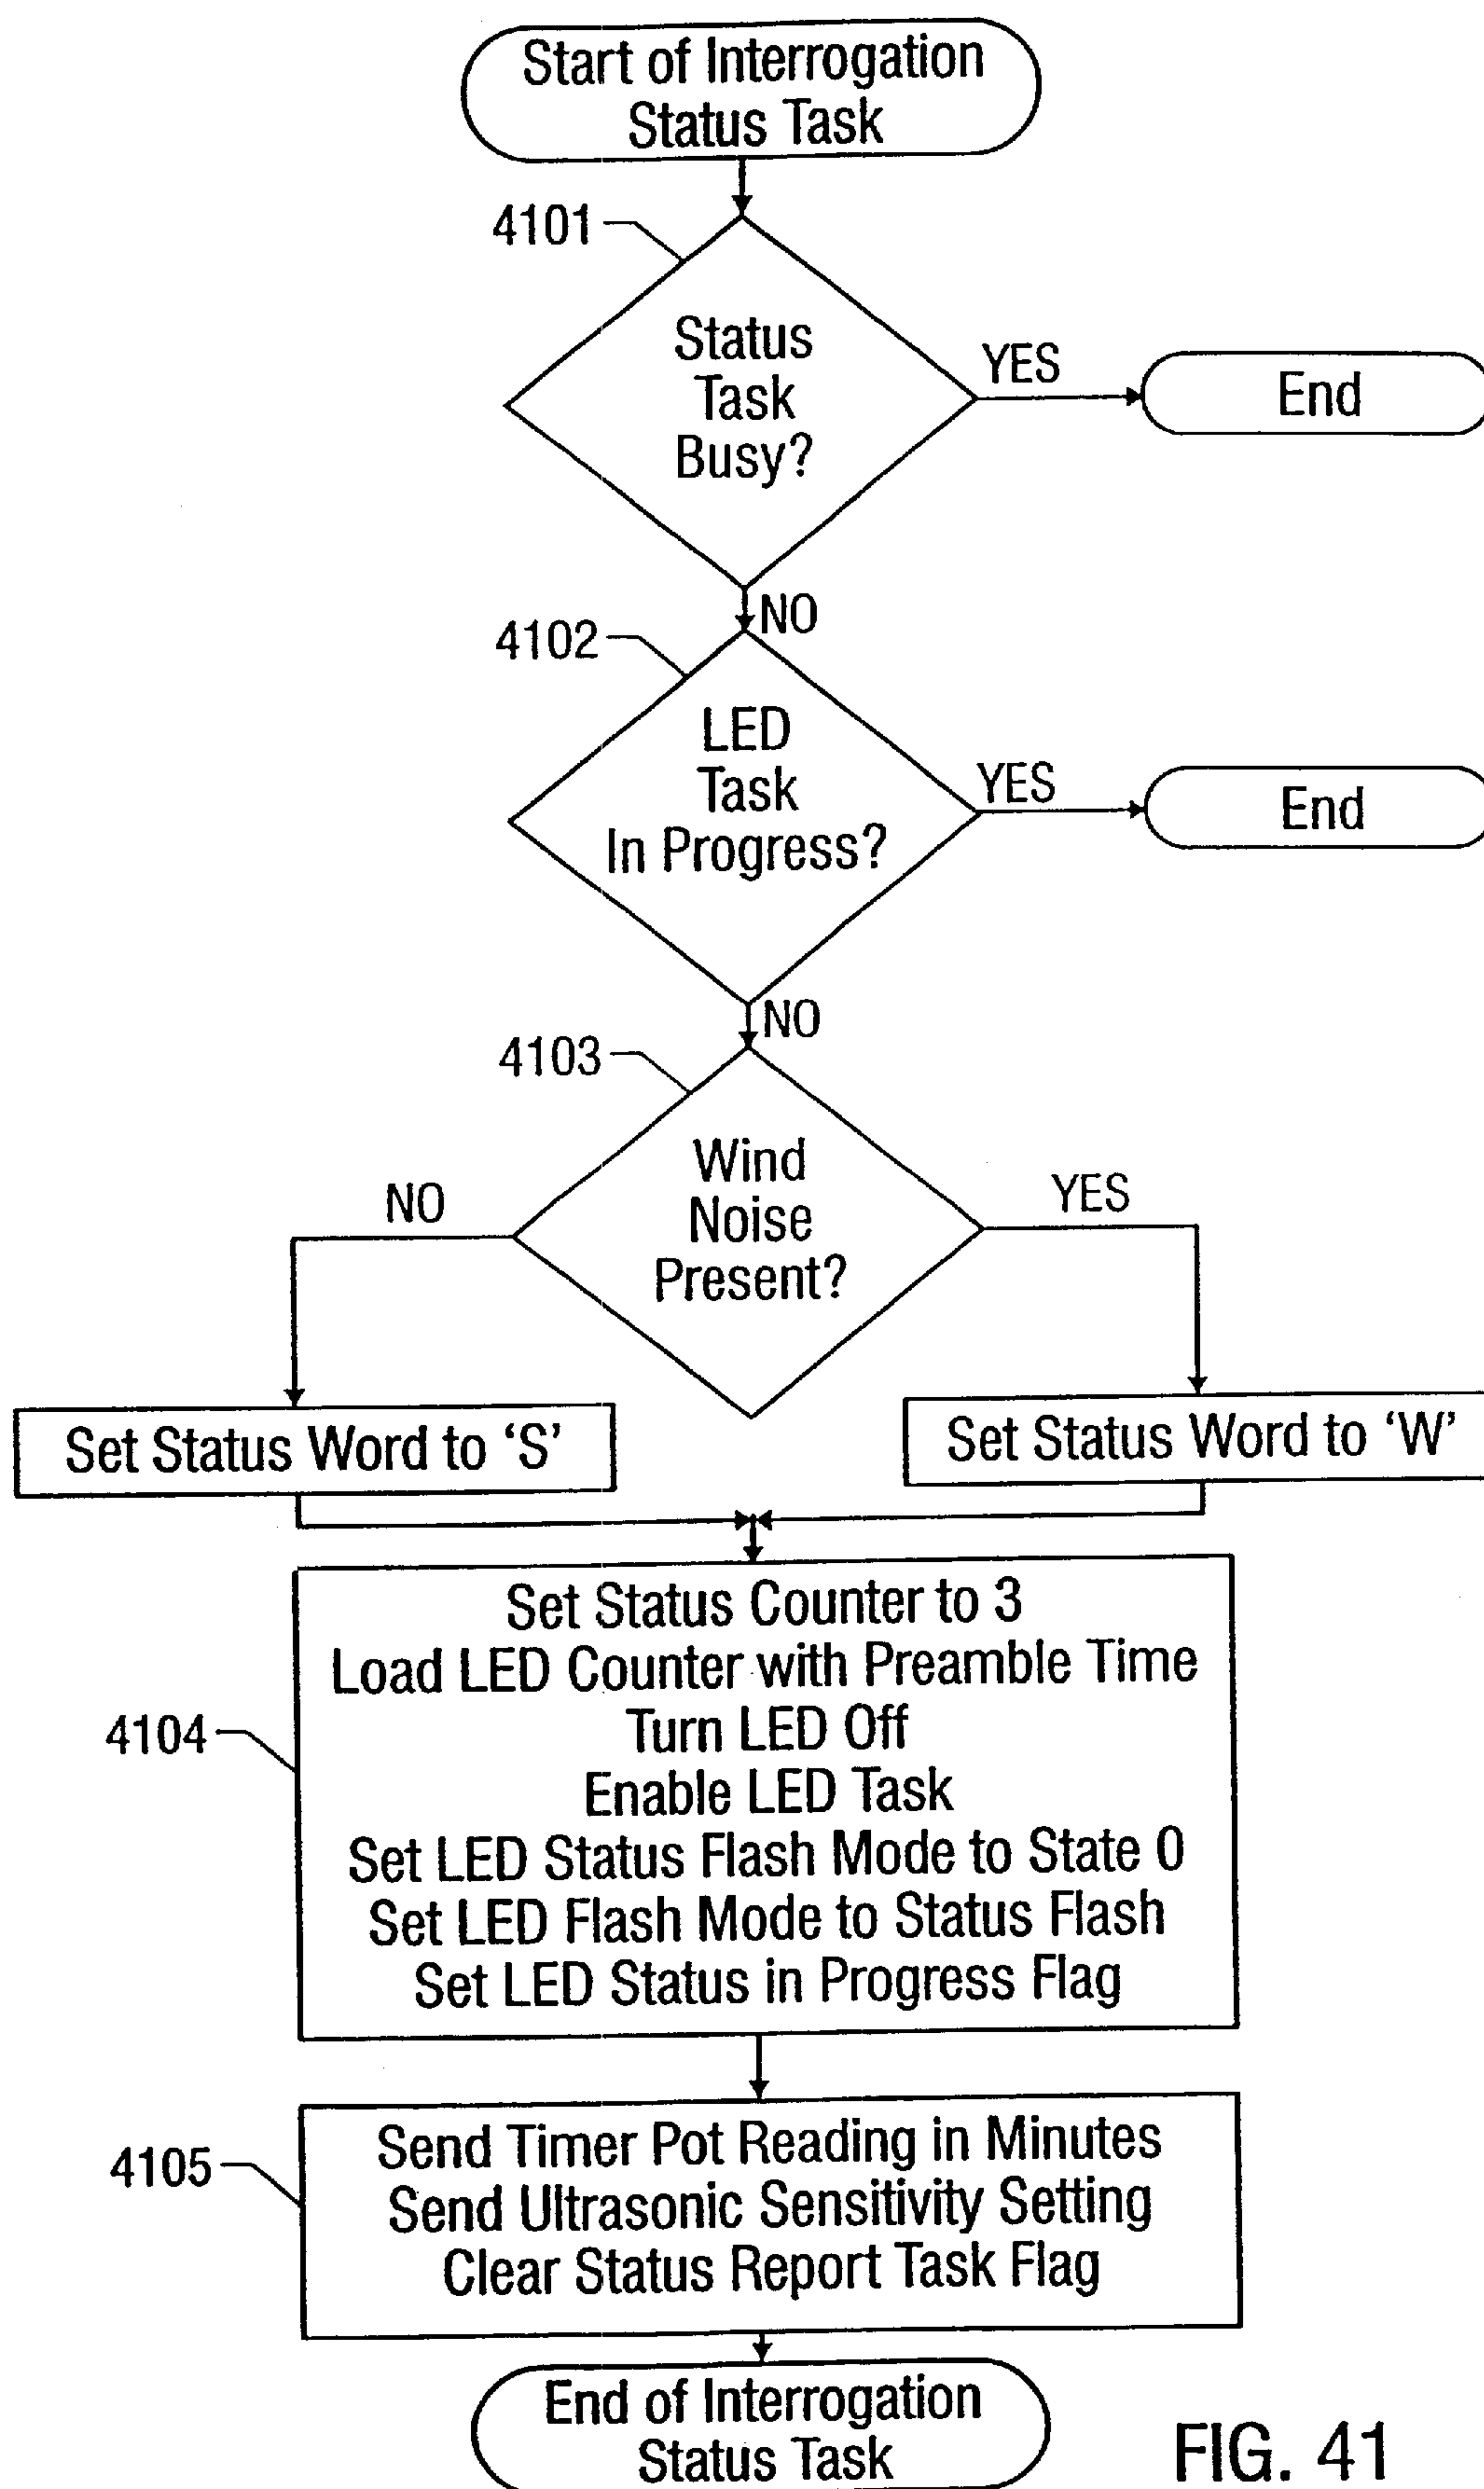 Start of Interrogation
Status Task
4101
Status
Task
Busy?
YES
End
NO
4102
LED
Task
In Progress?
YES
End
NO
4103
Wind
Noise
Present?
NO
YES
Set Status Word to ‘S’
Set Status Word to ‘W’
4104
Set Status Counter to 3
Load LED Counter with Preamble Time
Turn LED Off
Enable LED Task
Set LED Status Flash Mode to State 0
Set LED Flash Mode to Status Flash
Set LED Status in Progress Flag
4105
Send Timer Pot Reading in Minutes
Send Ultrasonic Sensitivity Setting
Clear Status Report Task Flag
End of Interrogation
Status Task
FIG. 41